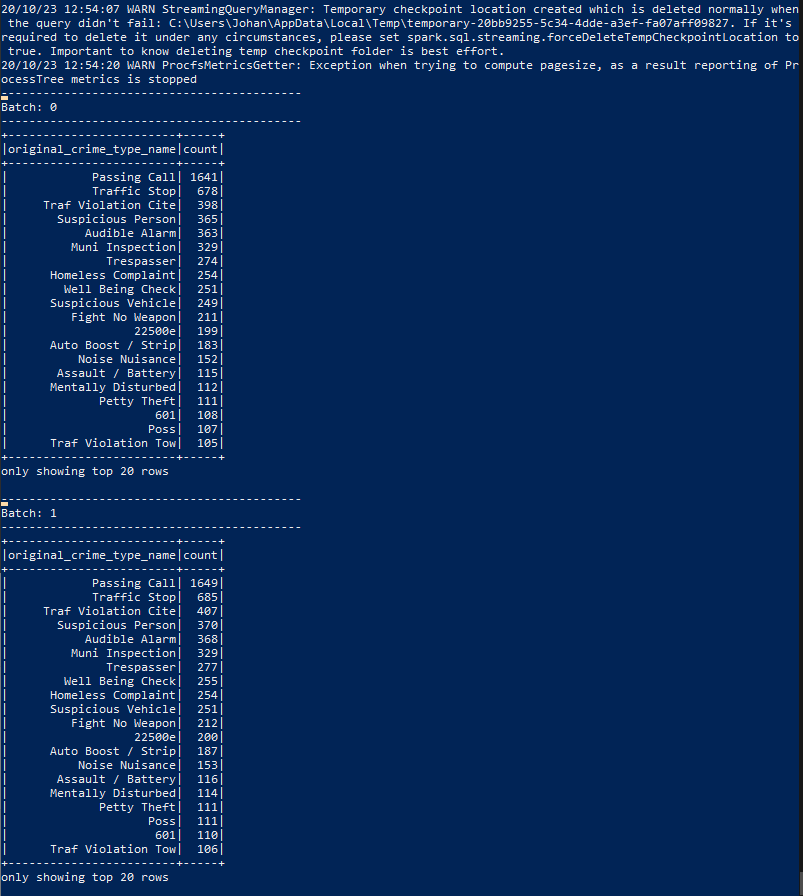 20/10/23 12:54:07 WARN StreamingQueryManager: Temporary checkpoint location created which is deleted normally when
 the query didn't fail: C:\Users\Johan\AppData\Local\Temp\temporary-20bb9255-5c34-4dde-a3ef-fa07aff09827. If it's
required to delete it under any circumstances, please set spark.sql.streaming.forceDeleteTempCheckpointLocation to
true. Important to know deleting temp checkpoint folder is best effort.
20/10/23 12:54:20 WARN ProcfsMetricsGetter: Exception when trying to compute pagesize, as a result reporting of Pr
ocessTree metrics is stopped
-------------------------------------------
Batch: 0
-------------------------------------------
+------------------------+-----+
|original_crime_type_name|count|
+------------------------+-----+
|            Passing Call| 1641|
|            Traffic Stop|  678|
|     Traf Violation Cite|  398|
|       Suspicious Person|  365|
|           Audible Alarm|  363|
|         Muni Inspection|  329|
|              Trespasser|  274|
|      Homeless Complaint|  254|
|        Well Being Check|  251|
|      Suspicious Vehicle|  249|
|         Fight No Weapon|  211|
|                  22500e|  199|
|      Auto Boost / Strip|  183|
|          Noise Nuisance|  152|
|       Assault / Battery|  115|
|      Mentally Disturbed|  112|
|             Petty Theft|  111|
|                     601|  108|
|                    Poss|  107|
|      Traf Violation Tow|  105|
+------------------------+-----+
only showing top 20 rows
-------------------------------------------
Batch: 1
-------------------------------------------
+------------------------+-----+
|original_crime_type_name|count|
+------------------------+-----+
|            Passing Call| 1649|
|            Traffic Stop|  685|
|     Traf Violation Cite|  407|
|       Suspicious Person|  370|
|           Audible Alarm|  368|
|         Muni Inspection|  329|
|              Trespasser|  277|
|        Well Being Check|  255|
|      Homeless Complaint|  254|
|      Suspicious Vehicle|  251|
|         Fight No Weapon|  212|
|                  22500e|  200|
|      Auto Boost / Strip|  187|
|          Noise Nuisance|  153|
|       Assault / Battery|  116|
|      Mentally Disturbed|  114|
|             Petty Theft|  111|
|                    Poss|  111|
|                     601|  110|
|      Traf Violation Tow|  106|
+------------------------+-----+
only showing top 20 rows